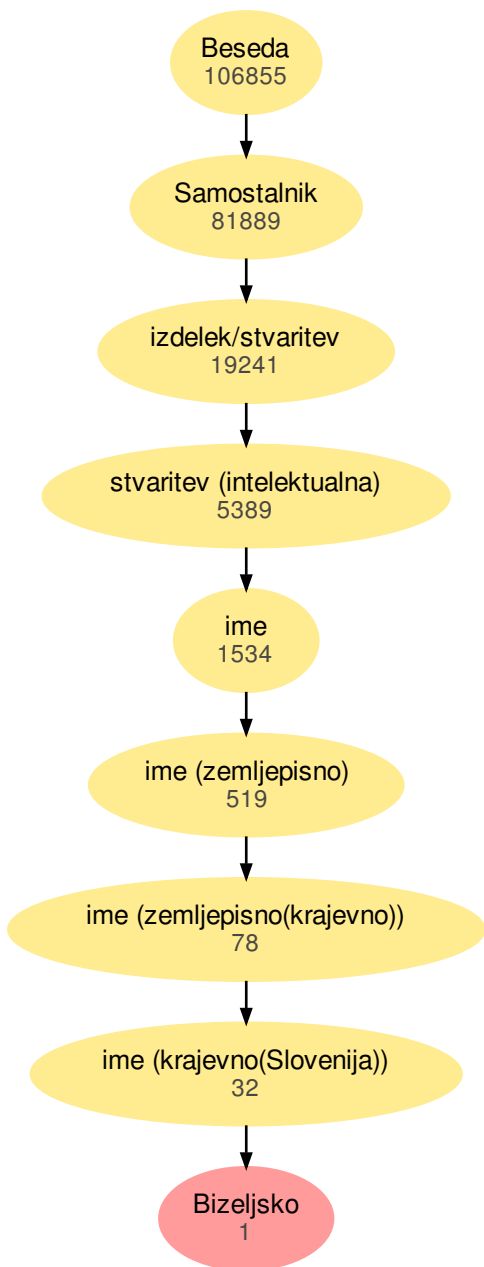 Beseda
106855
Samostalnik
81889
izdelek/stvaritev
19241
stvaritev (intelektualna)
5389
ime
1534
ime (zemljepisno)
519
ime (zemljepisno(krajevno))
78
ime (krajevno(Slovenija))
32
Bizeljsko
1